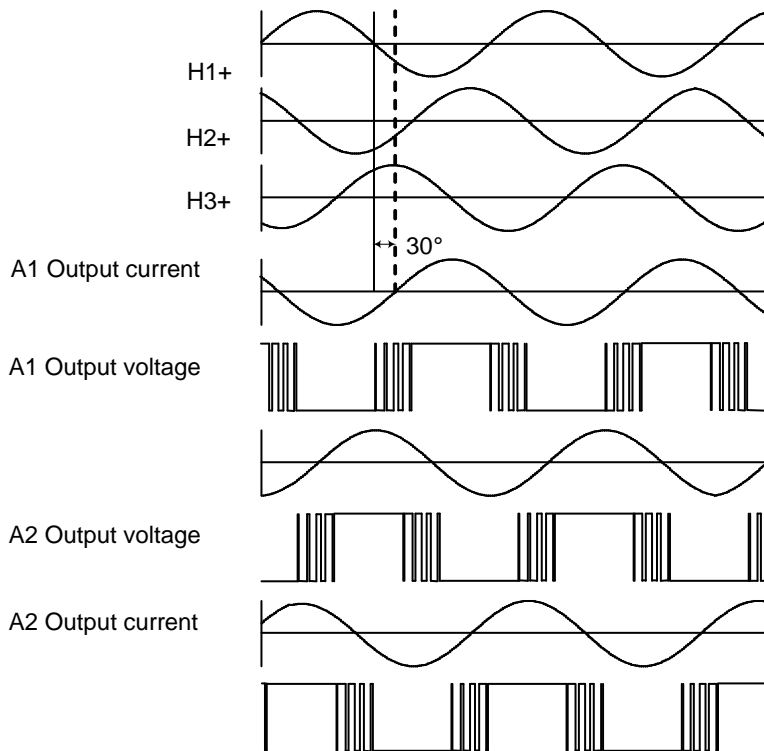 H1+
H2+
H3+
30°
A1 Output current
A1 Output voltage
A2 Output voltage
A2 Output current